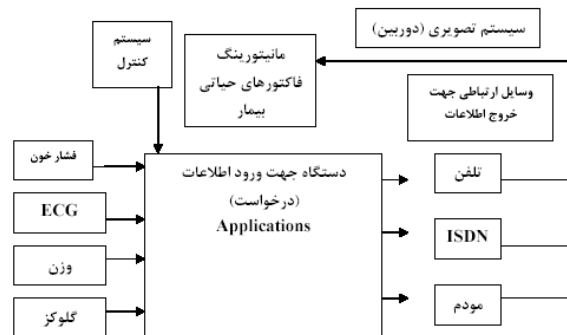 سیستم تصویری (دوربین)
سیستم
کنترل
مانیتورینگ
فاکتورهای حیاتی
بیمار
وسایل ارتباطی جهت
خروج اطلاعات
فشار خون
ECG
وزن
گلوکز
دستگاه جهت ورود اطلاعات
(درخواست)
Applications
تلفن
ISDN
مودم